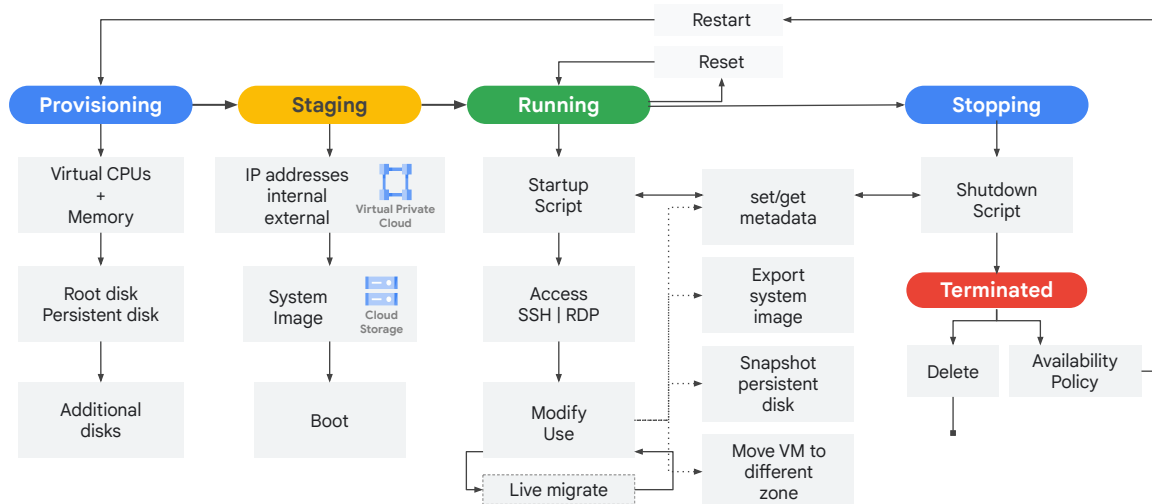 Restart
Reset
Provisioning
Staging
Running
Stopping
Virtual CPUs
+
Memory
IP addresses
internal
external
Virtual Private
Cloud
Startup
Script
set/get
metadata
Shutdown
Script
Root disk
Persistent disk
System
Image
Cloud
Storage
Access
SSH | RDP
Export
system
image
Terminated
Additional
disks
Boot
Modify
Use
Snapshot
persistent
disk
Delete
Availability
Policy
Live migrate
Move VM to
different
zone